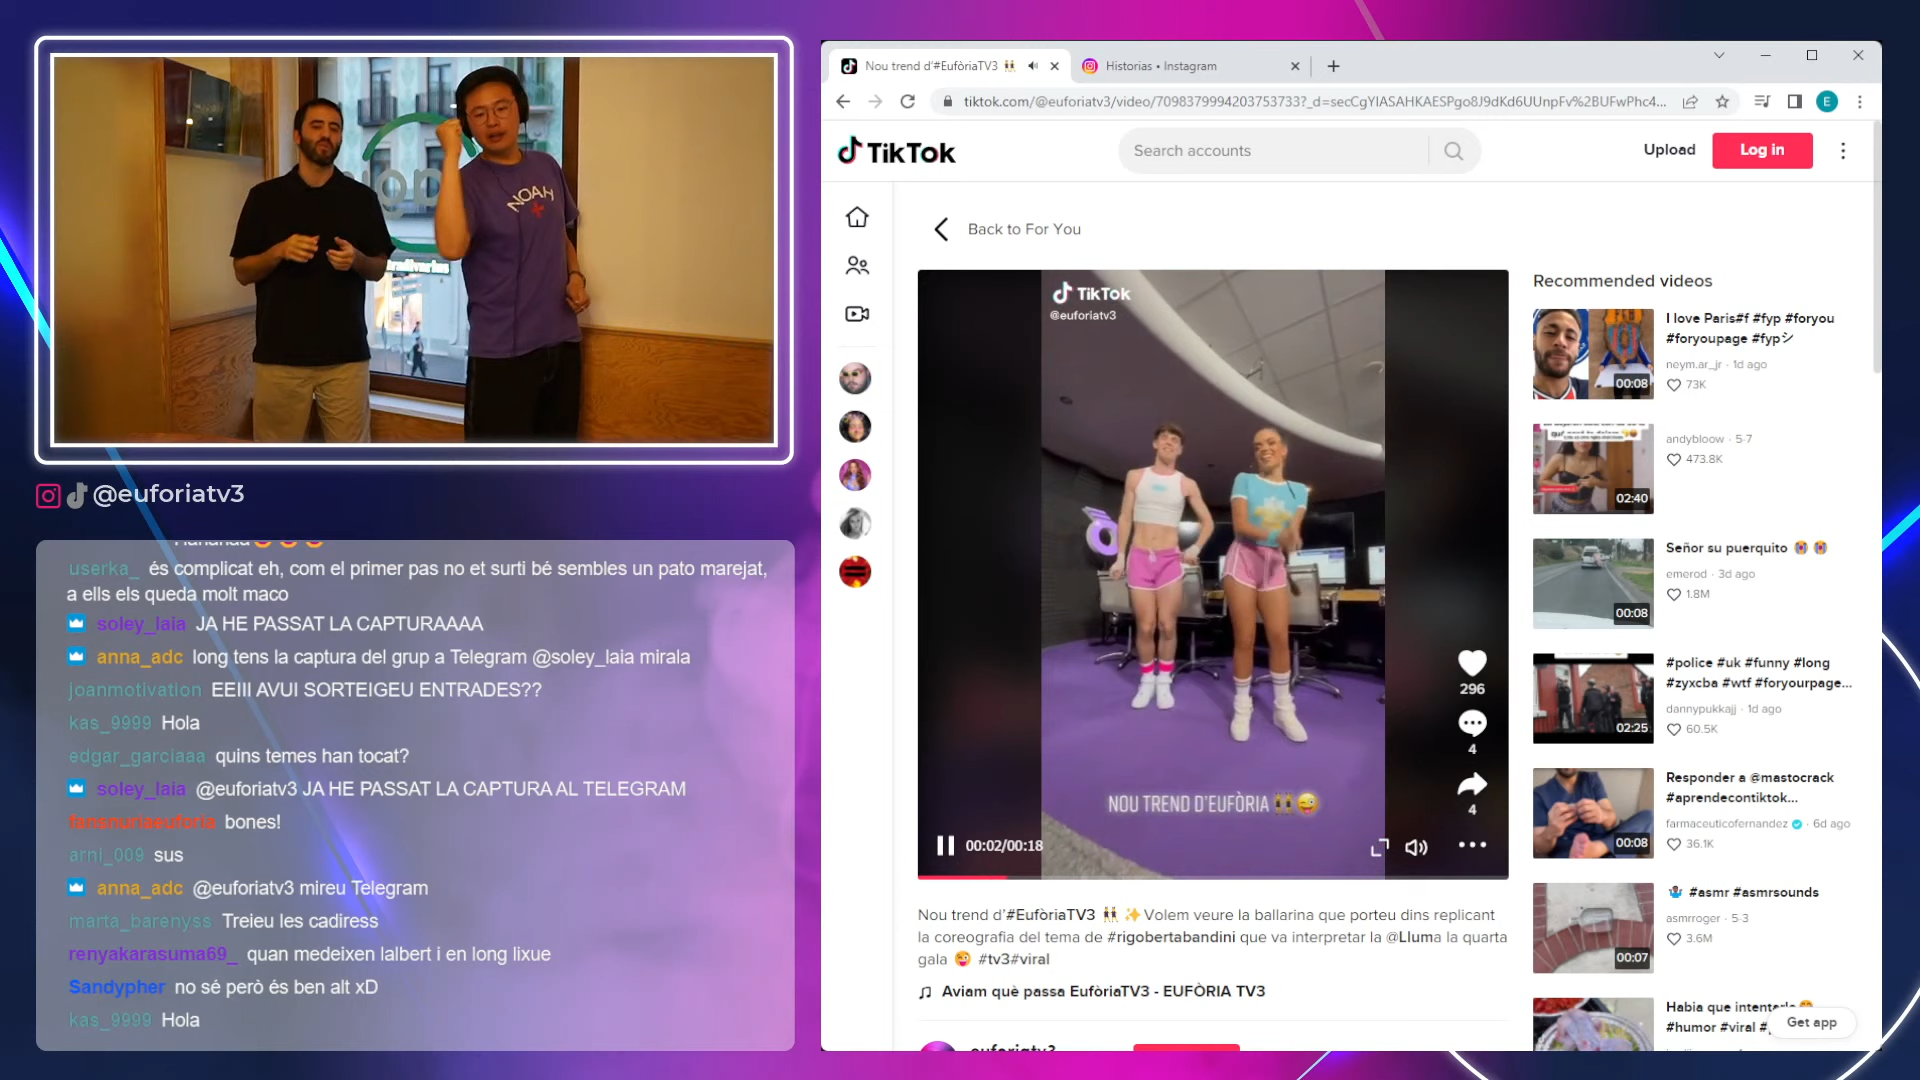 NOAH
@euforiatv3
userka_ és complicat eh, com el primer pas no et surti bé sembles un pato marejat,
a ells els queda molt maco
soley_laia JA HE PASSAT LA CAPTURAAAA
anna_adc long tens la captura del grup a Telegram @soley_laia mirala
joanmotivation EEIII AVUI SORTEIGEU ENTRADES??
kas_9999 Hola
edgar_garciaaa quins temes han tocat?
soley_laia @euforiatv3 JA HE PASSAT LA CAPTURA AL TELEGRAM
fansnuriaeuforia bones!
arni_009 sus
anna_adc @euforiatv3 mireu Telegram
marta_barenyss Treieu les cadiress
renyakarasuma69_ quan medeixen lalbert i en long lixue
Sandypher no sé però és ben alt xD
kas_9999 Hola
Nou trend d'#EufòriaTV3
Historias • Instagram
tiktok.com/@euforiatv3/video/7098379994203753733?_d=secCgYIASAHKAESPgo8J9dKd6UUnpFv%2BUFwPhc4...
E
TikTok
Search accounts
Upload
Log in
Back to For You
TikTok
@euforiatv3
296
4
4
NOU TREND D'EUFÒRIA
00:02/00:18
Nou trend d'#EufòriaTV3 Volem veure la ballarina que porteu dins replicant
la coreografia del tema de #rigobertabandini que va interpretar la @Lluma la quarta
gala #tv3#viral
Aviam què passa EufòriaTV3 - EUFÒRIA TV3
euforiatv3
Recommended videos
I love Paris#f #fyp #foryou
#foryoupage #fypシ
neym.ar_jr · 1d ago
73K
00:08
andybloow · 5-7
473.8K
02:40
Señor su puerquito
emerod · 3d ago
1.8M
00:08
#police #uk #funny #long
#zyxcba #wtf #foryourpage...
dannypukkajj · 1d ago
60.5K
02:25
Responder a @mastocrack
#aprendecontiktok...
farmaceuticofernandez · 6d ago
36.1K
00:08
#asmr #asmrsounds
asmrroger · 5-3
3.6M
00:07
Habia que intentarlo
#humor #viral
Get app